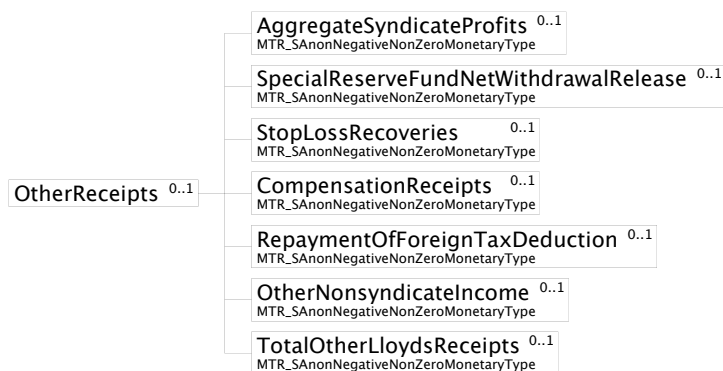 AggregateSyndicateProfits 0..1
MTR_SAnonNegativeNonZeroMonetaryType
SpecialReserveFundNetWithdrawalRelease 0..1
MTR_SAnonNegativeNonZeroMonetaryType
StopLossRecoveries 0..1
MTR_SAnonNegativeNonZeroMonetaryType
OtherReceipts 0..1
CompensationReceipts 0..1
MTR_SAnonNegativeNonZeroMonetaryType
RepaymentOfForeignTaxDeduction 0..1
MTR_SAnonNegativeNonZeroMonetaryType
OtherNonsyndicateIncome 0..1
MTR_SAnonNegativeNonZeroMonetaryType
TotalOtherLloydsReceipts 0..1
MTR_SAnonNegativeNonZeroMonetaryType